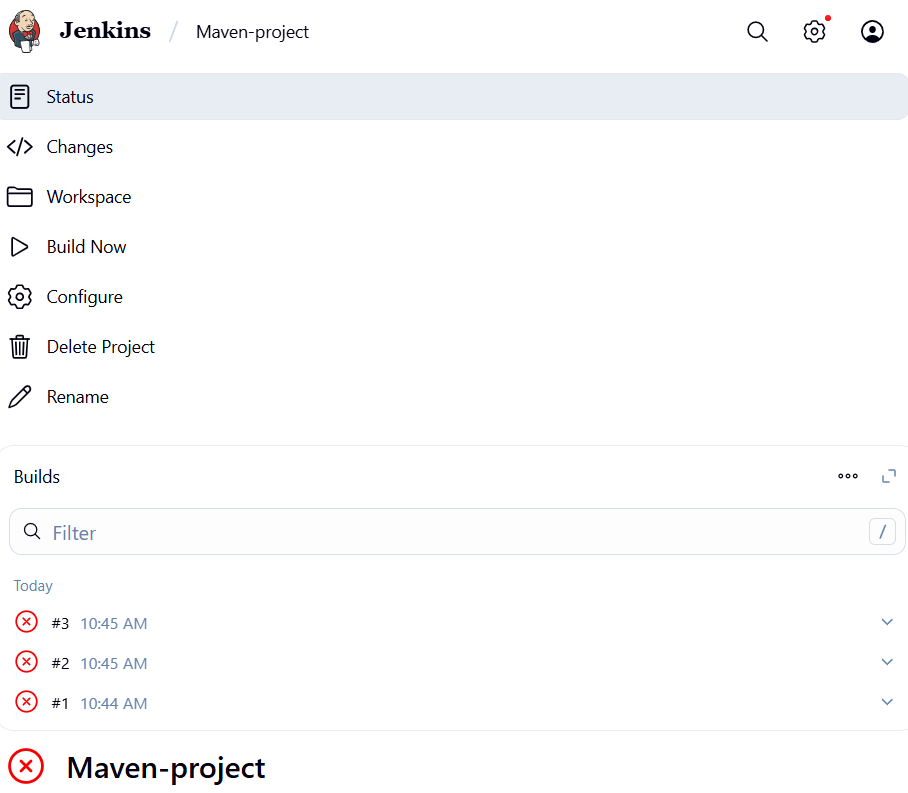 Jenkins / Maven-project
Status
Changes
Workspace
Build Now
Configure
Delete Project
Rename
Builds
Filter /
Today
#3 10:45 AM
#2 10:45 AM
#1 10:44 AM
Maven-project